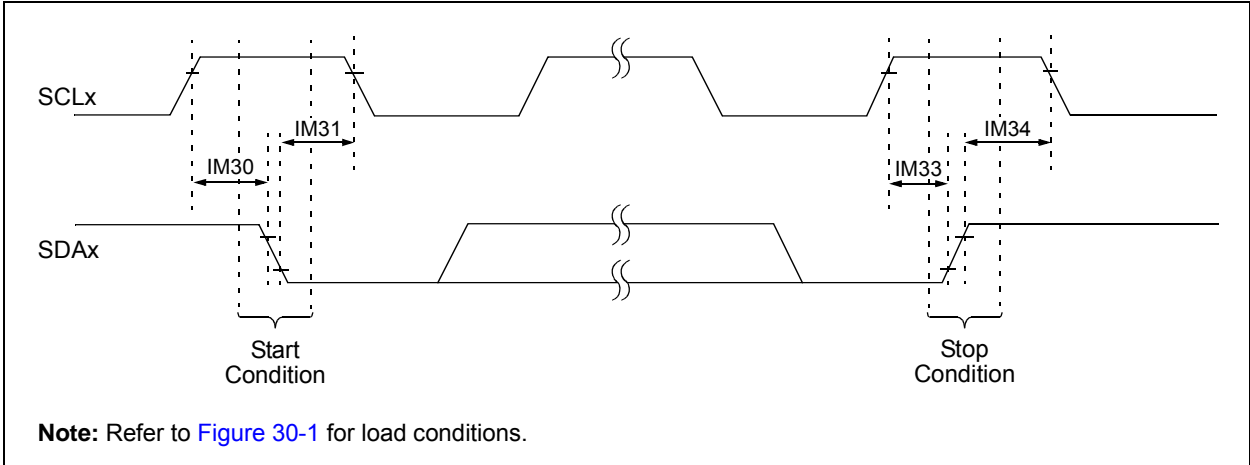 SCLx
IM31
IM34
IM30
IM33
SDAx
Start
Condition
Stop
Condition
Note: Refer to Figure 30-1 for load conditions.